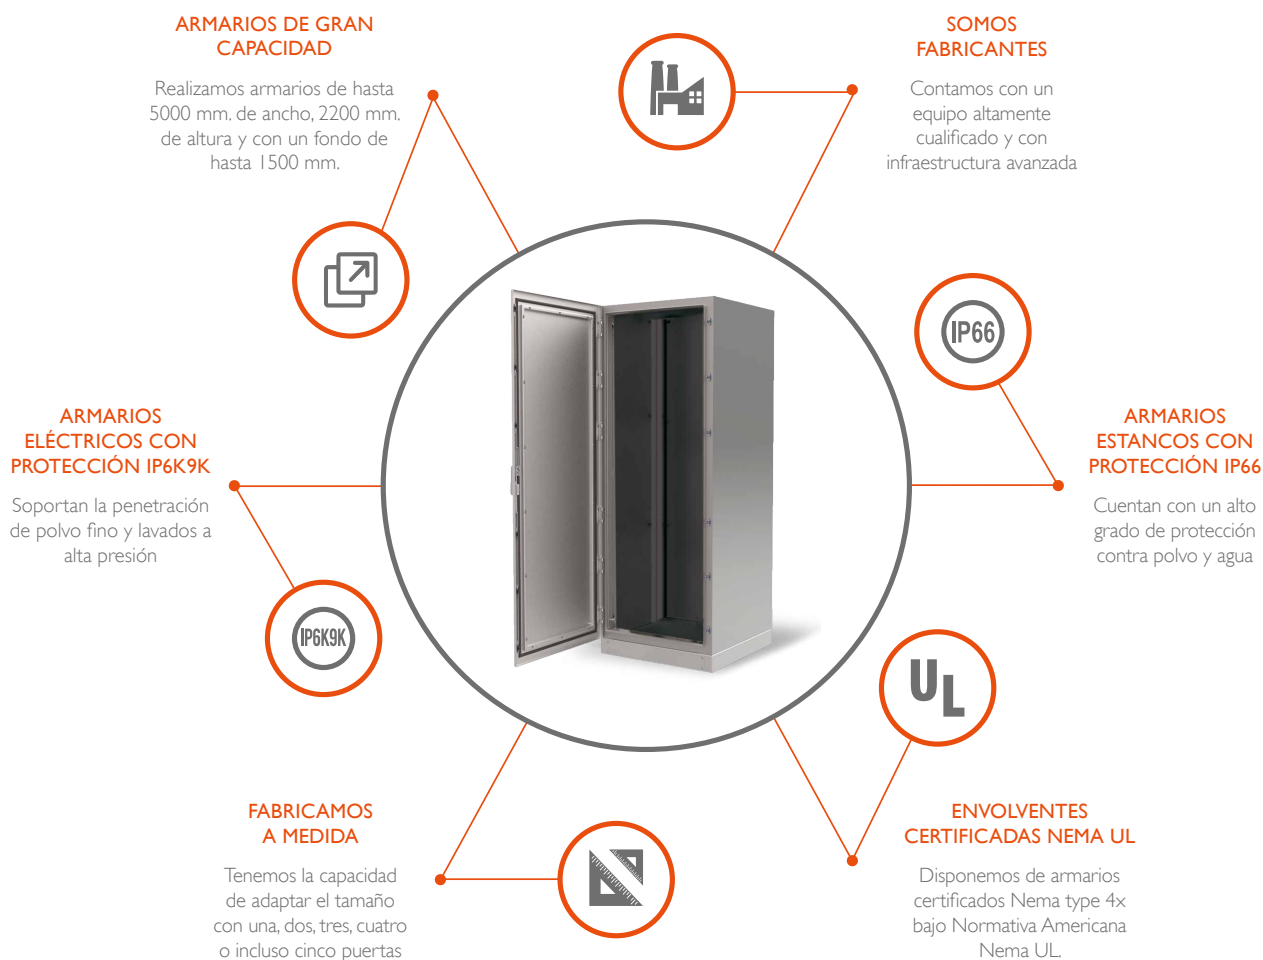 ARMARIOS DE GRAN
CAPACIDAD
Realizamos armarios de hasta
5000 mm. de ancho, 2200 mm.
de altura y con un fondo de
hasta 1500 mm.
SOMOS
FABRICANTES
Contamos con un
equipo altamente
cualificado y con
infraestructura avanzada
IP66
ARMARIOS
ELÉCTRICOS CON
PROTECCIÓN IP6K9K
Soportan la penetración
de polvo fino y lavados a
alta presión
ARMARIOS
ESTANCOS CON
PROTECCIÓN IP66
Cuentan con un alto
grado de protección
contra polvo y agua
IP6K9K
UL
FABRICAMOS
A MEDIDA
Tenemos la capacidad
de adaptar el tamaño
con una, dos, tres, cuatro
o incluso cinco puertas
ENVOLVENTES
CERTIFICADAS NEMA UL
Disponemos de armarios
certificados Nema type 4x
bajo Normativa Americana
Nema UL.